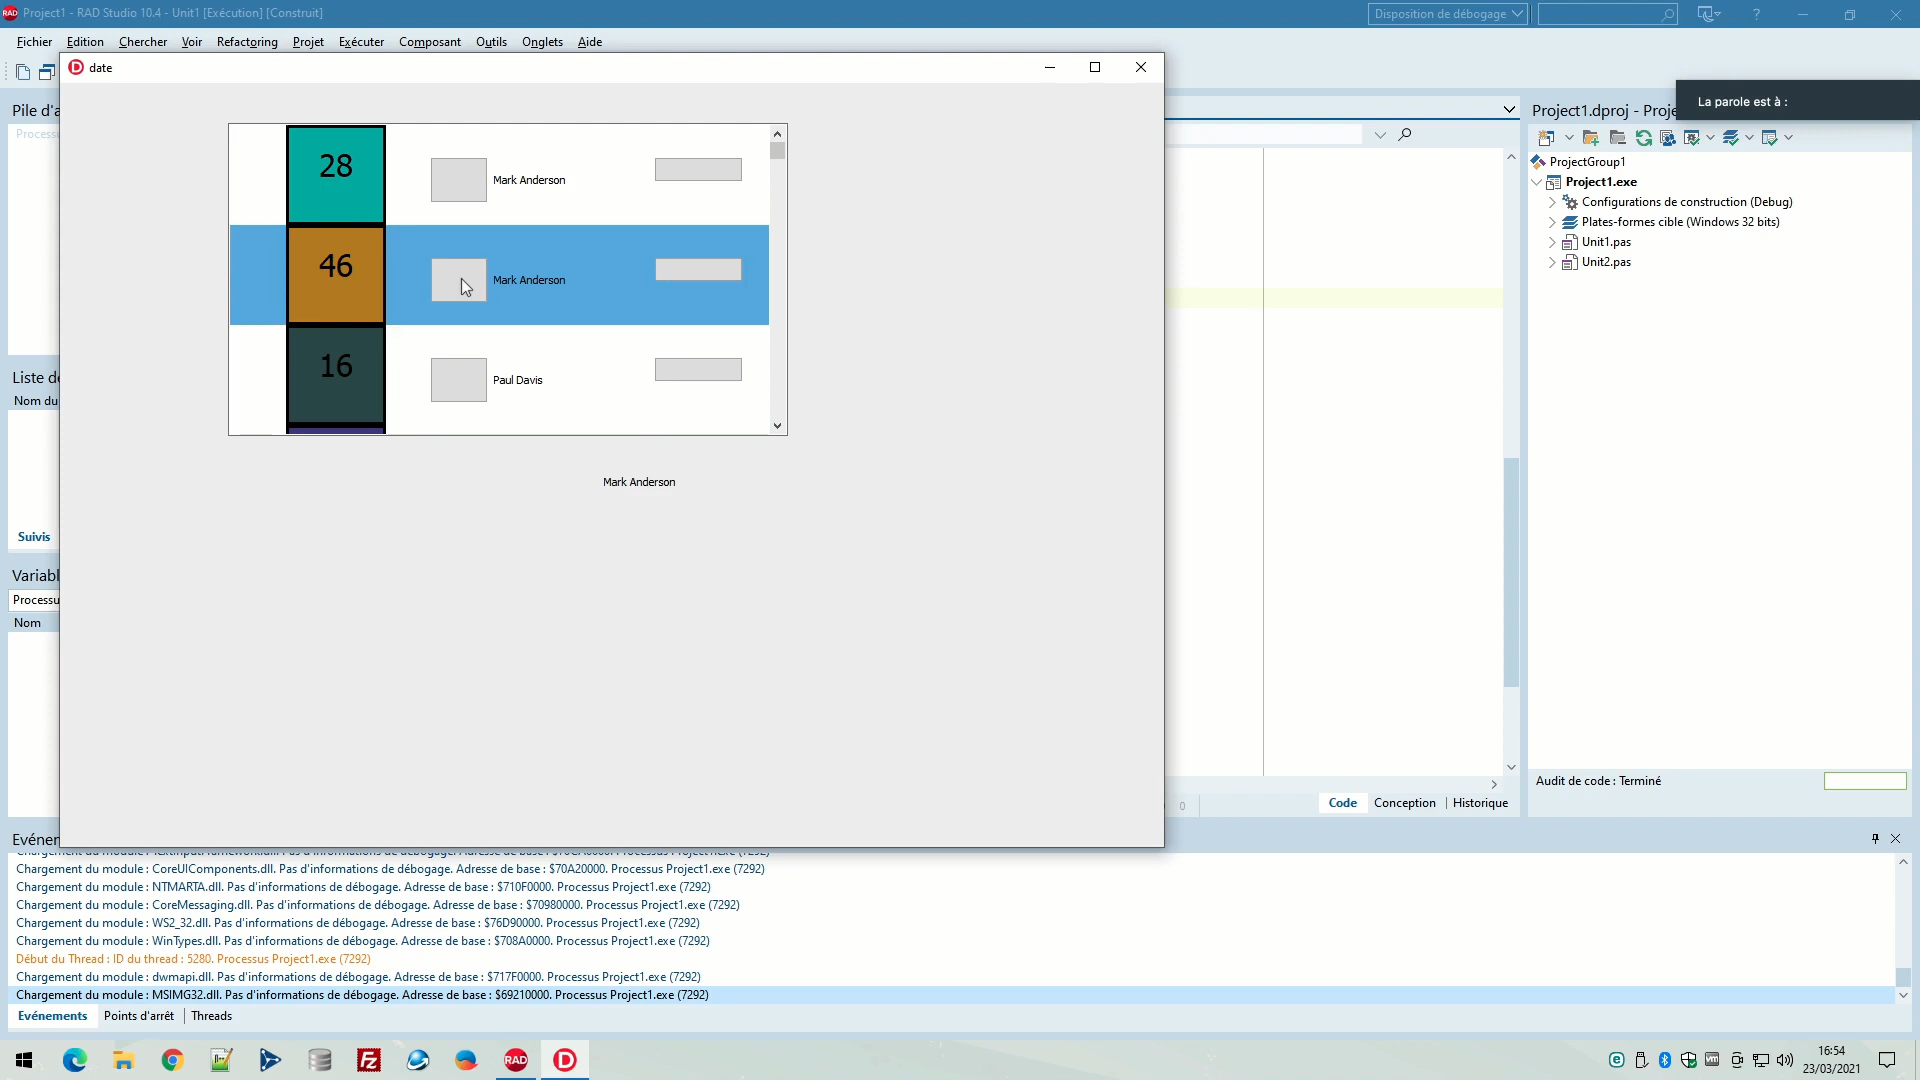 RAD Project1 - RAD Studio 10.4 - Unit1 [Exécution] [Construit]
Disposition de débogage
?
Fichier Edition Chercher Voir Refactoring Projet Exécuter Composant Outils Onglets Aide
date
Pile d'a
Process
28
Mark Anderson
46
Mark Anderson
16
Paul Davis
Mark Anderson
Liste de
Nom du
Suivis
Variabl
Processu
Nom
Project1.dproj - Proje
La parole est à :
ProjectGroup1
Project1.exe
Configurations de construction (Debug)
Plates-formes cible (Windows 32 bits)
Unit1.pas
Unit2.pas
Audit de code : Terminé
0
Code Conception Historique
Evénem
Chargement du module : CoreUIComponents.dll. Pas d'informations de débogage. Adresse de base : $70A20000. Processus Project1.exe (7292)
Chargement du module : NTMARTA.dll. Pas d'informations de débogage. Adresse de base : $710F0000. Processus Project1.exe (7292)
Chargement du module : CoreMessaging.dll. Pas d'informations de débogage. Adresse de base : $70980000. Processus Project1.exe (7292)
Chargement du module : WS2_32.dll. Pas d'informations de débogage. Adresse de base : $76D90000. Processus Project1.exe (7292)
Chargement du module : WinTypes.dll. Pas d'informations de débogage. Adresse de base : $708A0000. Processus Project1.exe (7292)
Début du Thread : ID du thread : 5280. Processus Project1.exe (7292)
Chargement du module : dwmapi.dll. Pas d'informations de débogage. Adresse de base : $717F0000. Processus Project1.exe (7292)
Chargement du module : MSIMG32.dll. Pas d'informations de débogage. Adresse de base : $69210000. Processus Project1.exe (7292)
Evénements Points d'arrêt Threads
RAD
16:54
23/03/2021